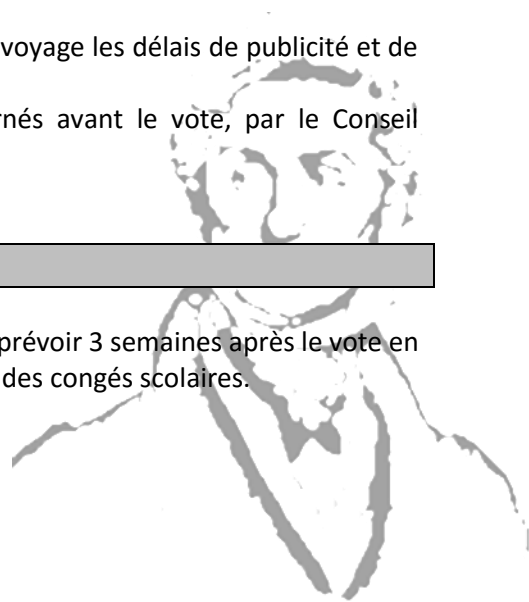 voyage les délais de publicité et de
rnés avant le vote, par le Conseil
prévoir 3 semaines après le vote en
des congés scolaires.